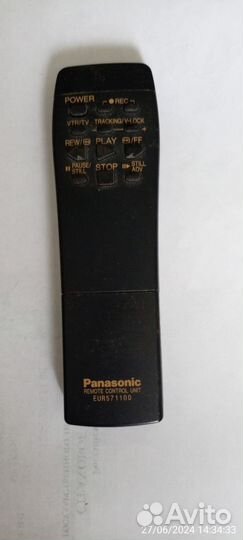 POWER
● REC
VTR/TV TRACKING/V-LOCK
- +
REW/ PLAY /FF
PAUSE/STILL STOP STILL ADV
Panasonic
REMOTE CONTROL UNIT
EUR571100
27/06/2024 14:34:33
Avito